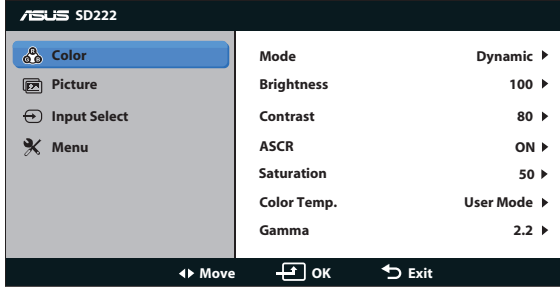 ASUS SD222
Color
Picture
Input Select
Menu
Mode Dynamic
Brightness 100
Contrast 80
ASCR ON
Saturation 50
Color Temp. User Mode
Gamma 2.2
Move OK Exit